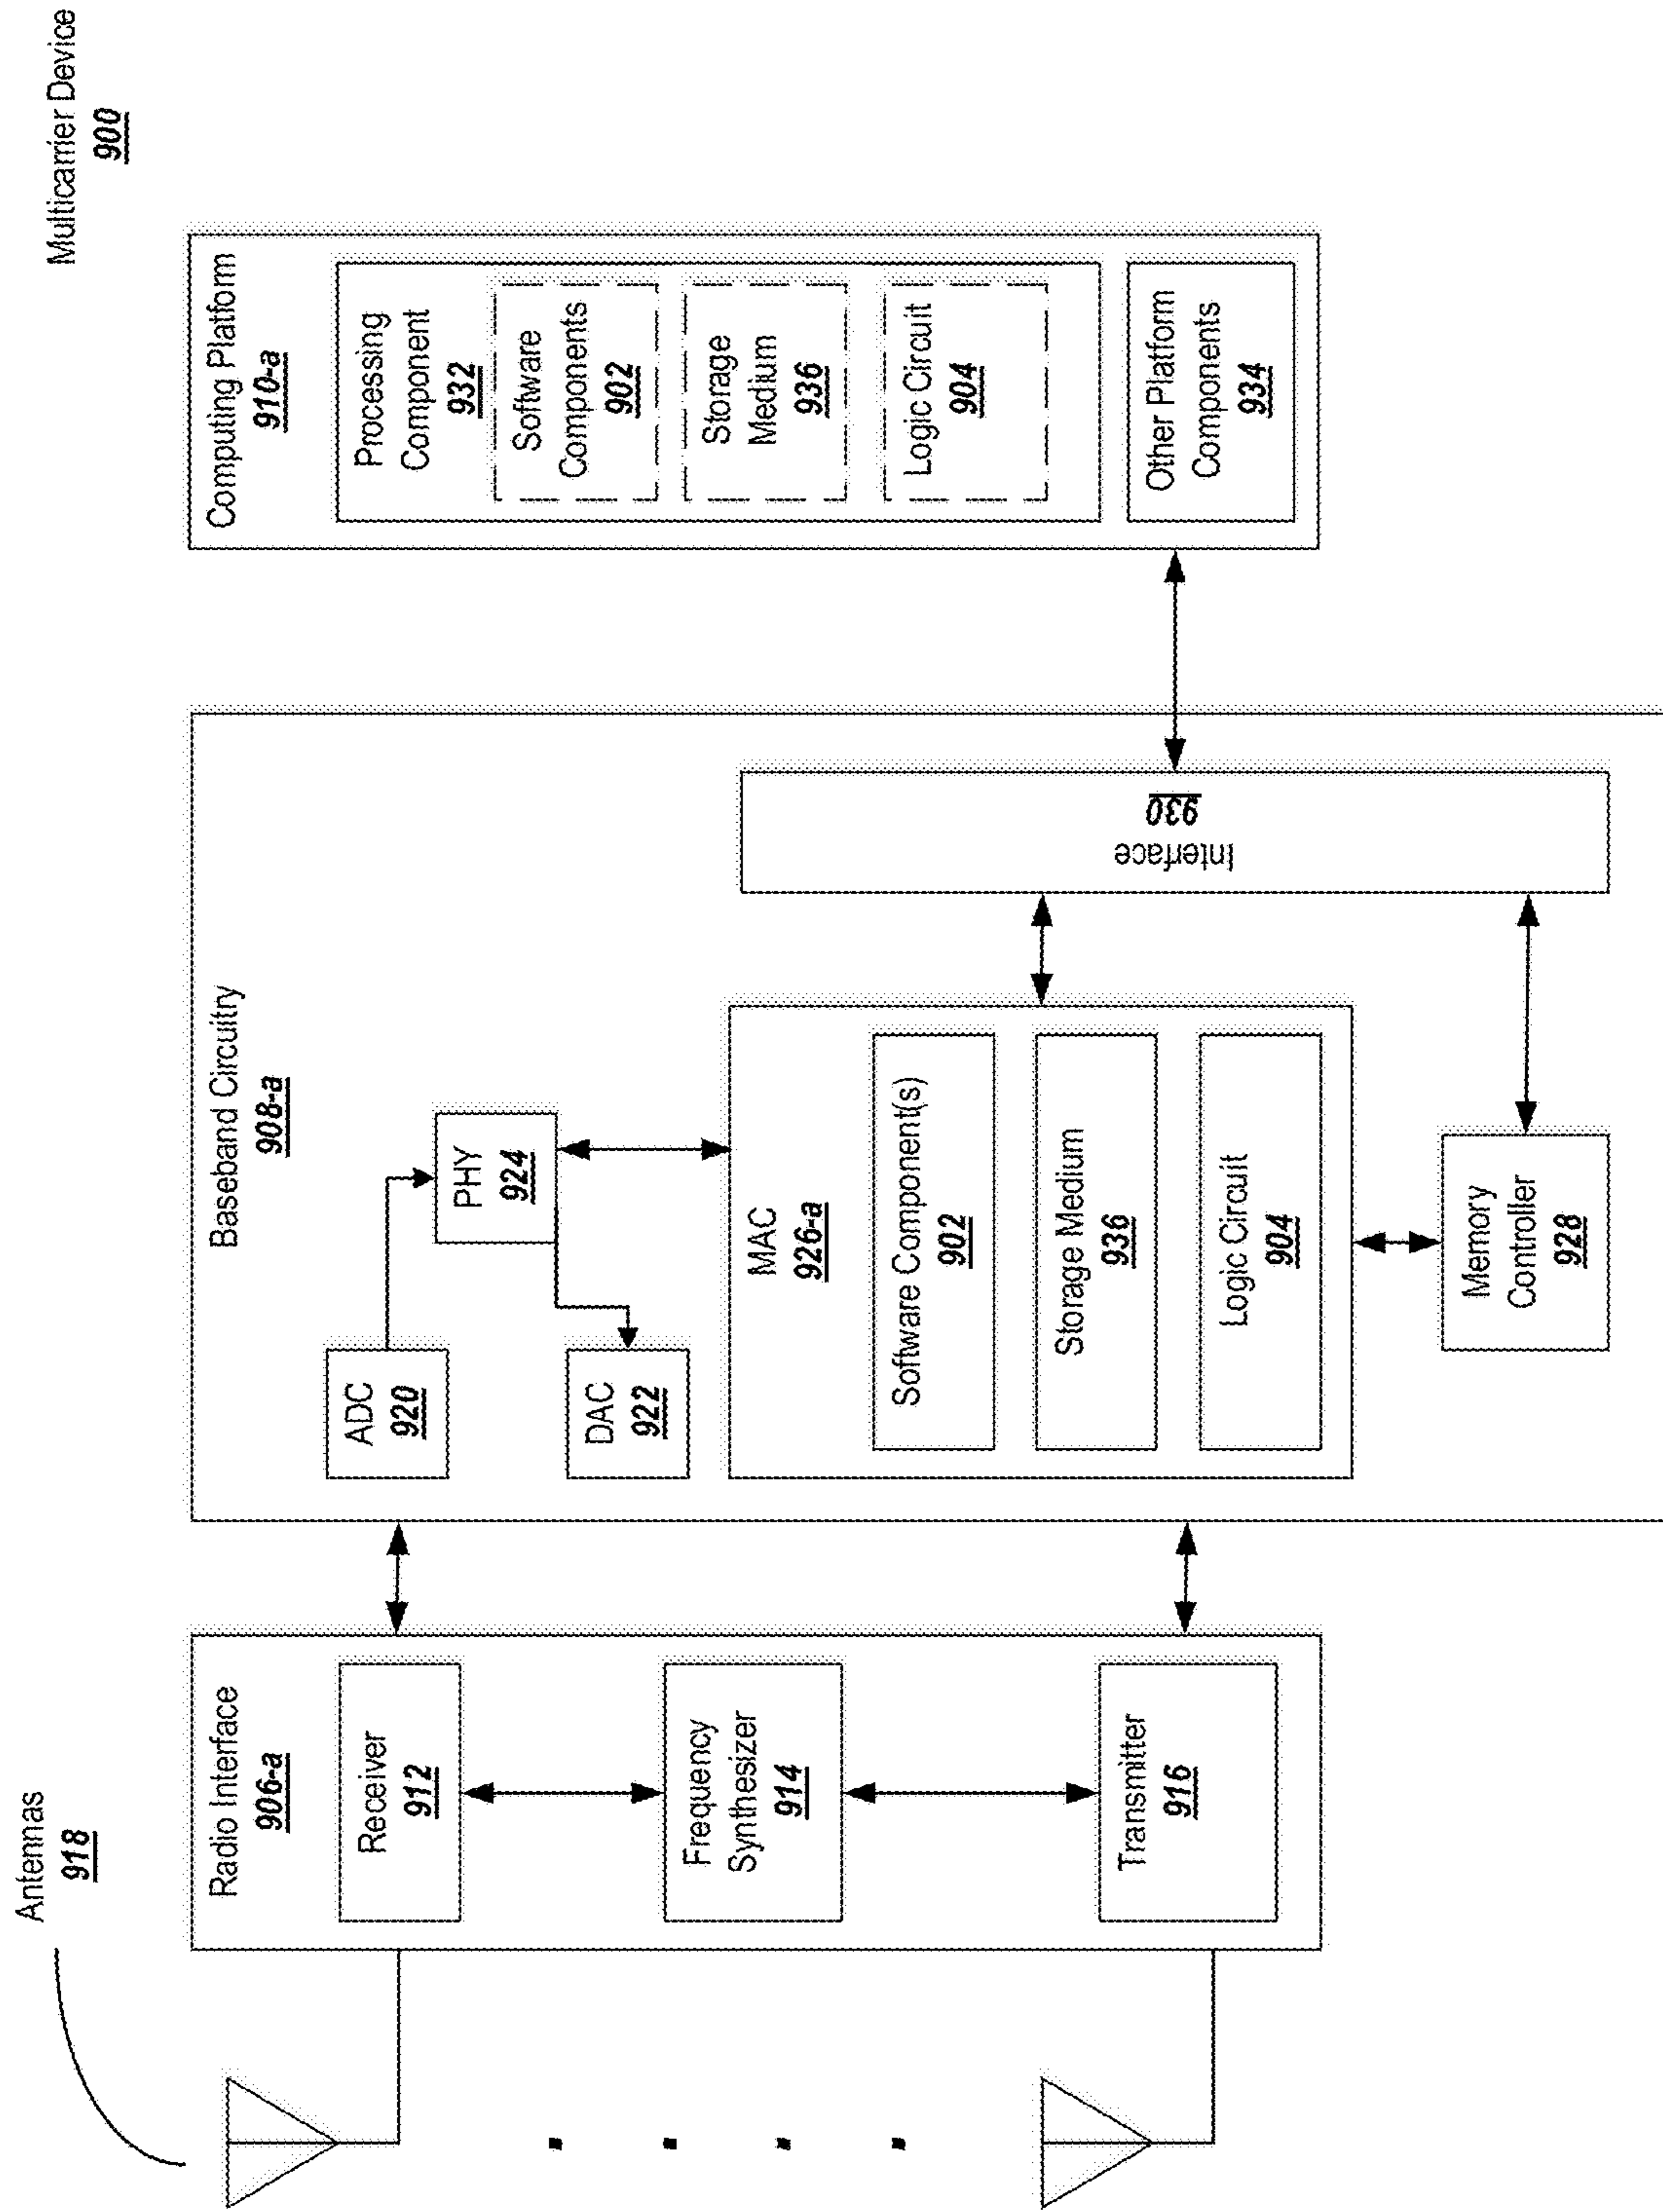 Multicarrier Device
900
Antennas
918
Radio Interface
906-a
Receiver
912
Frequency
Synthesizer
914
Transmitter
916
Baseband Circuitry
908-a
ADC
920
PHY
924
DAC
922
MAC
926-a
Software Component(s)
902
Storage Medium
936
Logic Circuit
904
Memory
Controller
928
Interface
930
Computing Platform
910-a
Processing
Component
932
Software
Components
902
Storage
Medium
936
Logic Circuit
904
Other Platform
Components
934